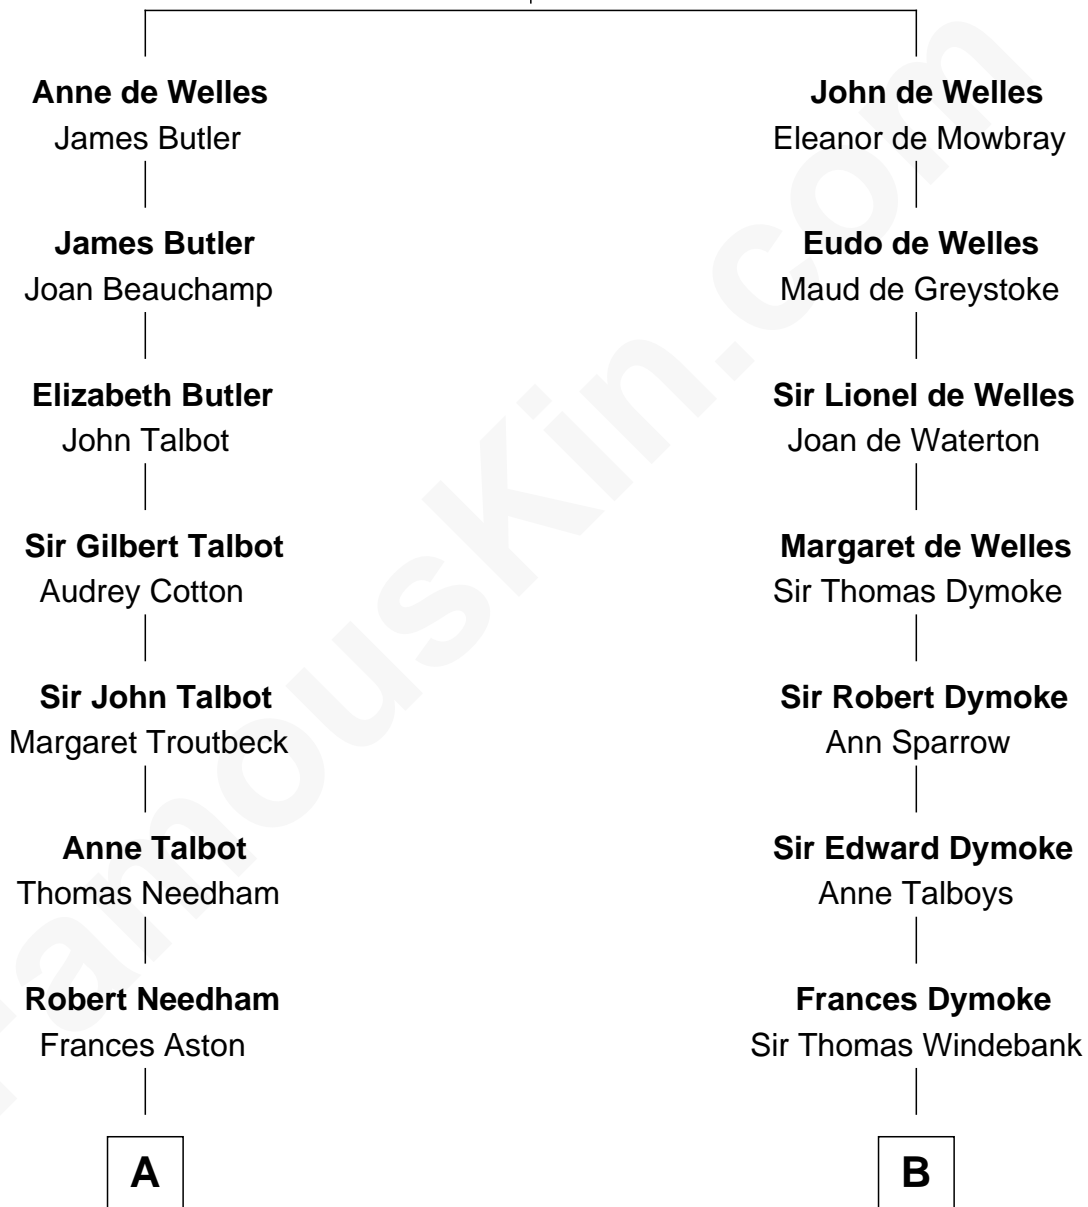 Anne de Welles
James Butler
James Butler
Joan Beauchamp
Elizabeth Butler
John Talbot
Sir Gilbert Talbot
Audrey Cotton
Sir John Talbot
Margaret Troutbeck
Anne Talbot
Thomas Needham
Robert Needham
Frances Aston
A
John de Welles
Eleanor de Mowbray
Eudo de Welles
Maud de Greystoke
Sir Lionel de Welles
Joan de Waterton
Margaret de Welles
Sir Thomas Dymoke
Sir Robert Dymoke
Ann Sparrow
Sir Edward Dymoke
Anne Talboys
Frances Dymoke
Sir Thomas Windebank
B
FamousKin.com